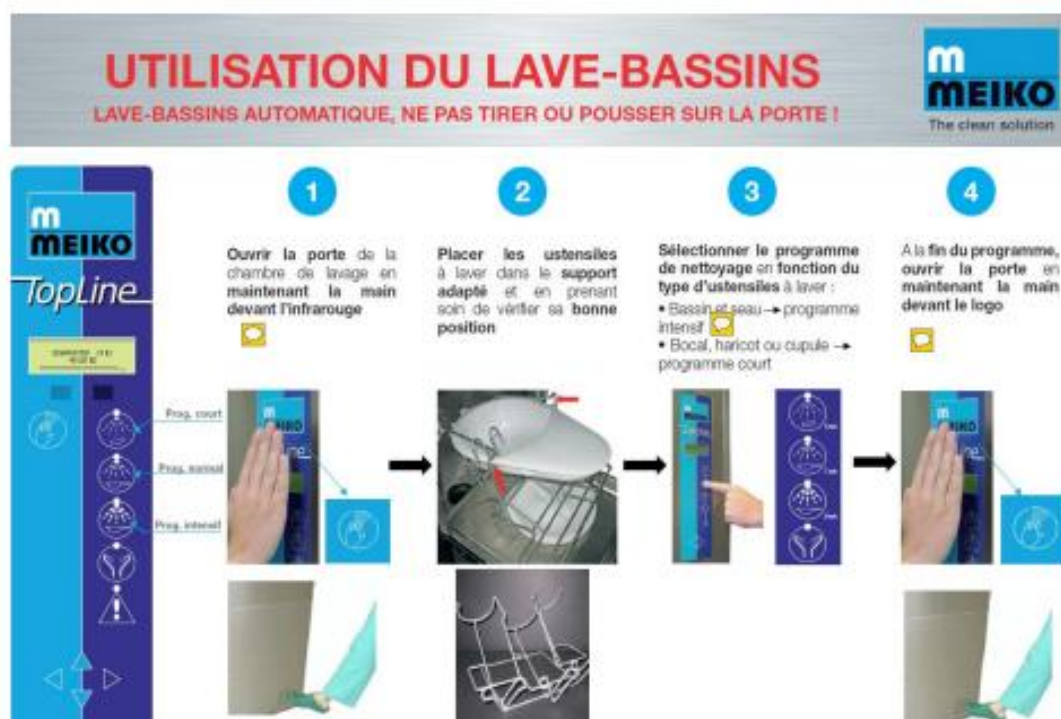 UTILISATION DU LAVE-BASSINS
LAVE-BASSINS AUTOMATIQUE, NE PAS TIRER OU POUSSER SUR LA PORTE !
m
MEIKO
The clean solution
m
MEIKO
TopLine
Prog. court
Prog. normal
Prog. intensif
1
Ouvrir la porte de la
chambre de lavage en
maintenant la main
devant l'infrarouge
2
Placer les ustensiles
à laver dans le support
adapté et en prenant
soin de vérifier sa bonne
position
3
Sélectionner le programme
de nettoyage en fonction du
type d'ustensiles à laver :
• Bassin et seau → programme
intensif
• Bocal, haricot ou cupule →
programme court
4
A la fin du programme,
ouvrir la porte en
maintenant la main
devant le logo